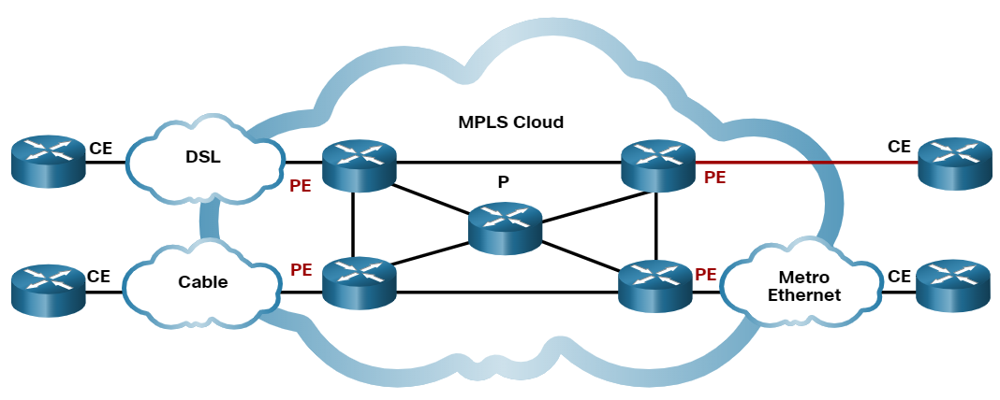 MPLS Cloud
CE
DSL
PE
P
PE
CE
CE
Cable
PE
PE
Metro
Ethernet
CE